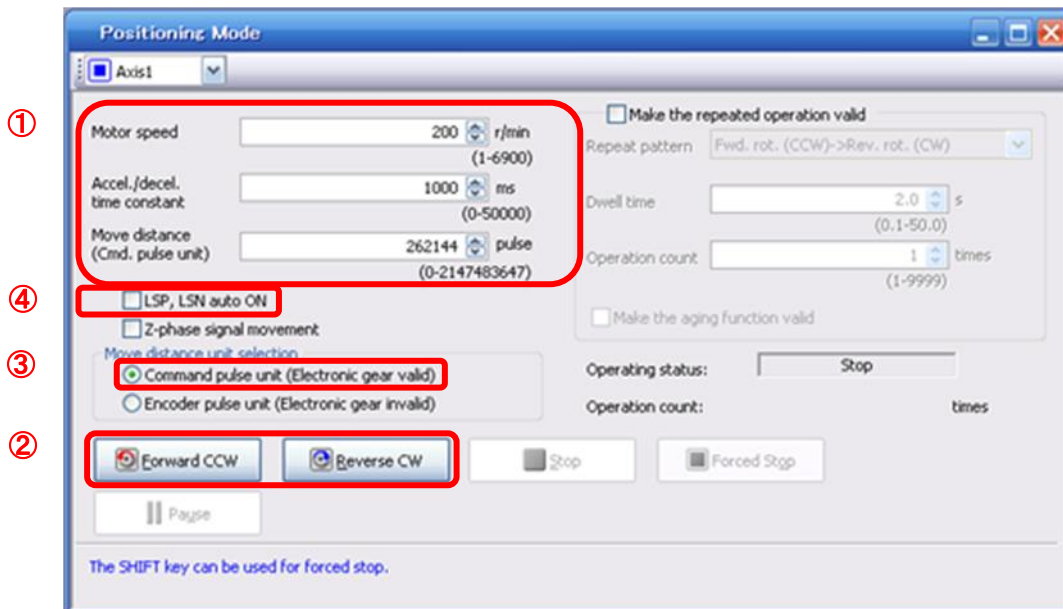 Positioning Mode
Axis1
①
Motor speed 200 r/min
(1-6900)
Accel./decel.
time constant 1000 ms
(0-50000)
Move distance
(Cmd. pulse unit) 262144 pulse
(0-2147483647)
Make the repeated operation valid
Repeat pattern Fwd. rot. (CCW)->Rev. rot. (CW)
Dwell time 2.0 s
(0.1-50.0)
Operation count 1 times
(1-9999)
Make the aging function valid
④
LSP, LSN auto ON
Z-phase signal movement
Move distance unit selection
③
Command pulse unit (Electronic gear valid)
Encoder pulse unit (Electronic gear invalid)
Operating status: Stop
Operation count: times
②
Forward CCW Reverse CW Stop Forced Stop
Pause
The SHIFT key can be used for forced stop.